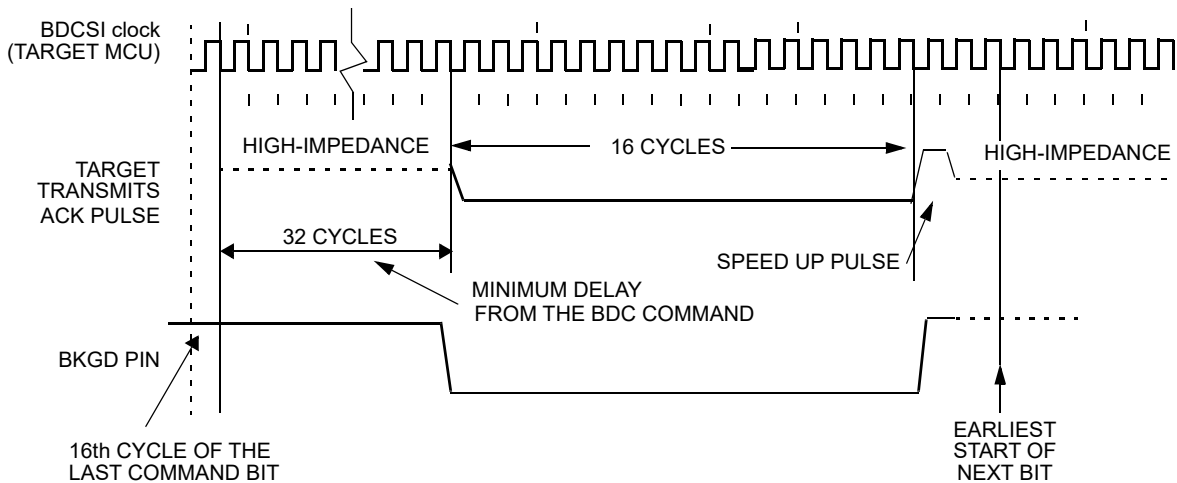 BDCSI clock
(TARGET MCU)
HIGH-IMPEDANCE
16 CYCLES
HIGH-IMPEDANCE
TARGET
TRANSMITS
ACK PULSE
32 CYCLES
SPEED UP PULSE
MINIMUM DELAY
FROM THE BDC COMMAND
BKGD PIN
16th CYCLE OF THE
LAST COMMAND BIT
EARLIEST
START OF
NEXT BIT